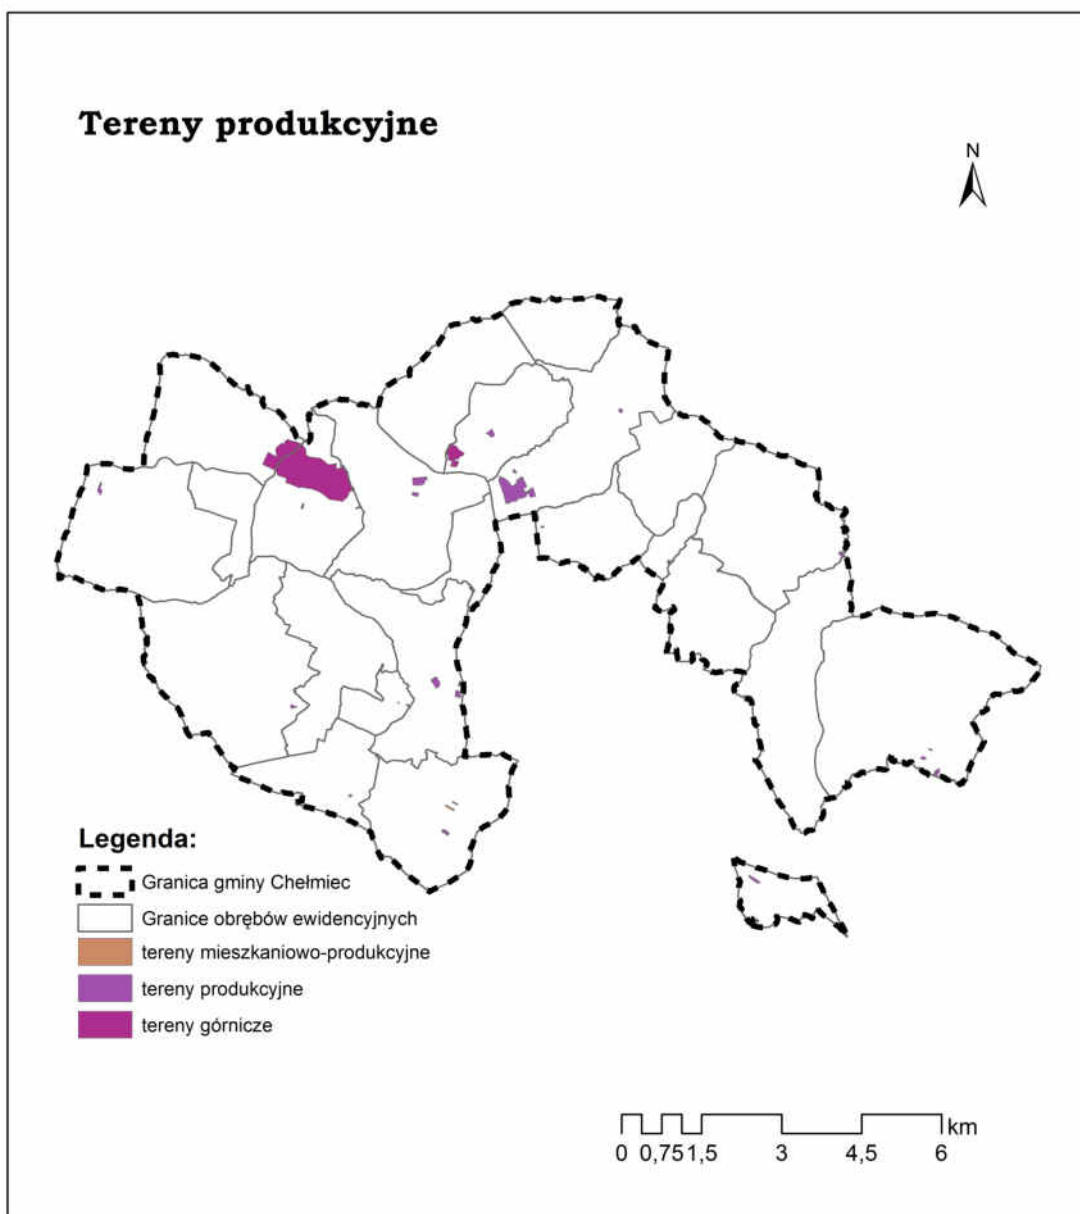 Tereny produkcyjne
N
Legenda:
Granica gminy Chełmiec
Granice obrębów ewidencyjnych
tereny mieszkaniowo-produkcyjne
tereny produkcyjne
tereny górnicze
km
0 0,75 1,5 3 4,5 6